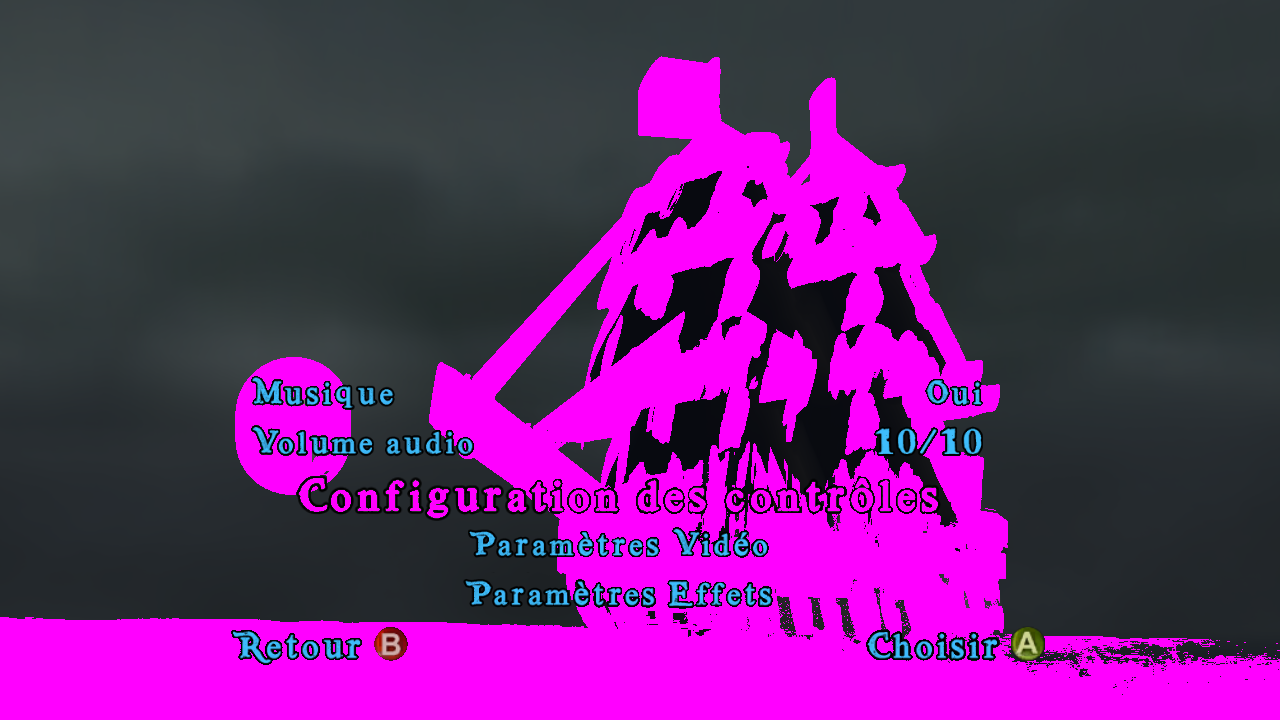 Musique Oui
Volume audio 10/10
Configuration des contrôles
Paramètres Vidéo
Paramètres Effets
Retour B Choisir A